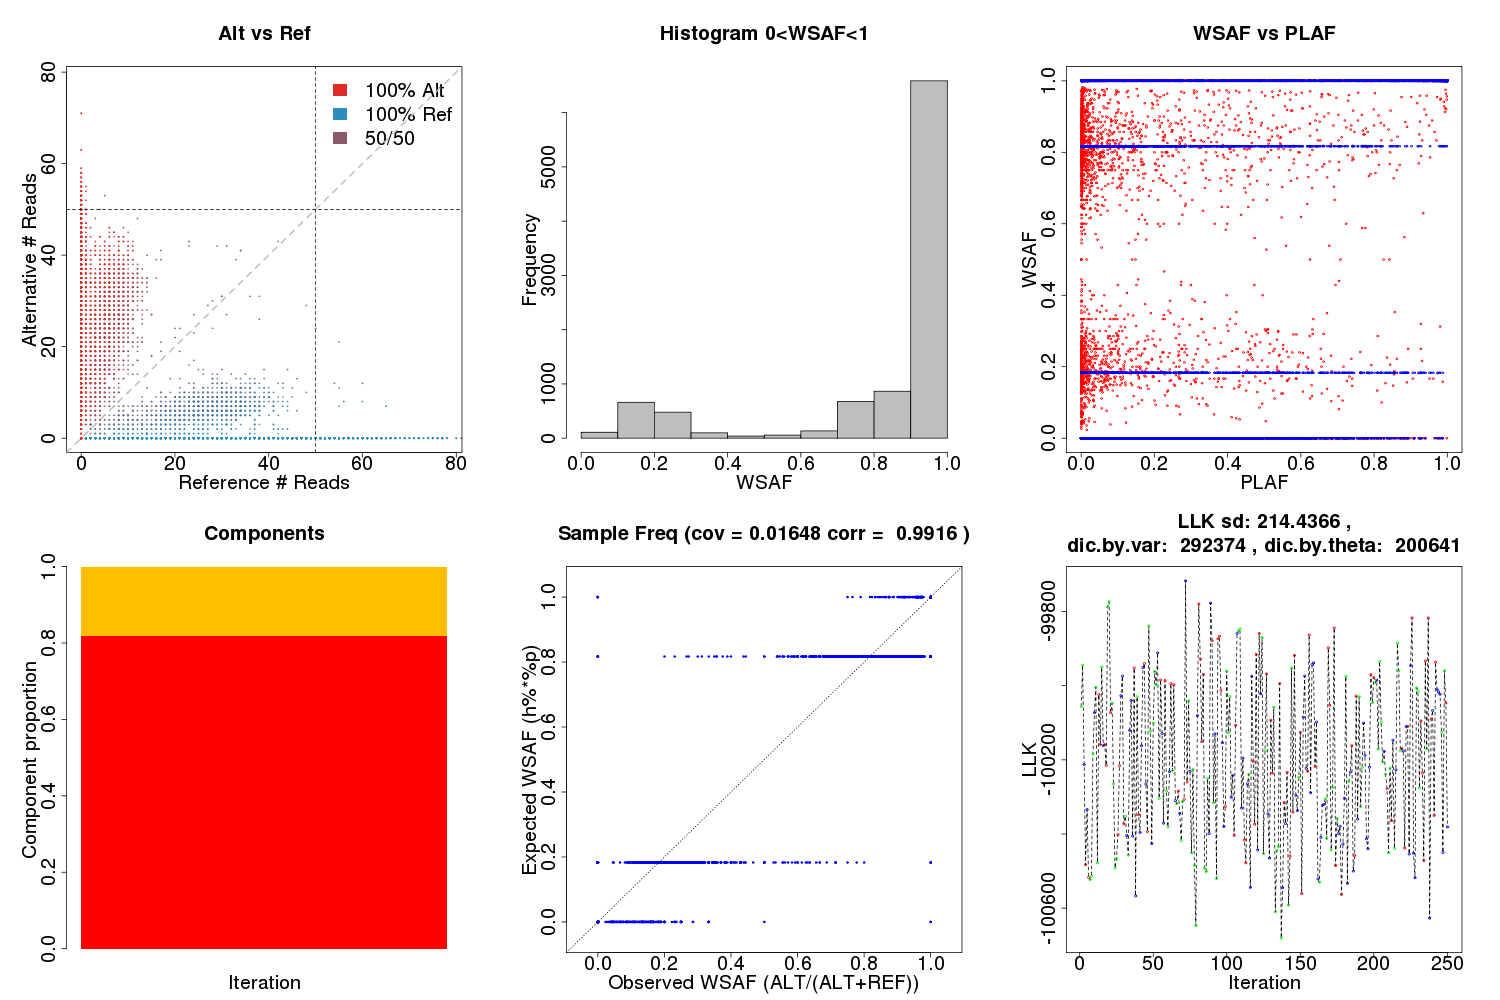 Alt vs Ref
80
60
40
20
0
Alternative # Reads
100% Alt
100% Ref
50/50
0 20 40 60 80
Reference # Reads
Histogram 0<WSAF<1
5000
3000
1000
0
Frequency
0.0 0.2 0.4 0.6 0.8 1.0
WSAF
WSAF vs PLAF
1.0
0.8
0.6
0.4
0.2
0.0
WSAF
0.0 0.2 0.4 0.6 0.8 1.0
PLAF
Components
1.0
0.8
0.6
0.4
0.2
0.0
Component proportion
Iteration
Sample Freq (cov = 0.01648 corr = 0.9916 )
1.0
0.8
0.6
0.4
0.2
0.0
Expected WSAF (h%*%p)
0.0 0.2 0.4 0.6 0.8 1.0
Observed WSAF (ALT/(ALT+REF))
LLK sd: 214.4366 ,
dic.by.var: 292374 , dic.by.theta: 200641
-99800
-100200
-100600
LLK
0 50 100 150 200 250
Iteration